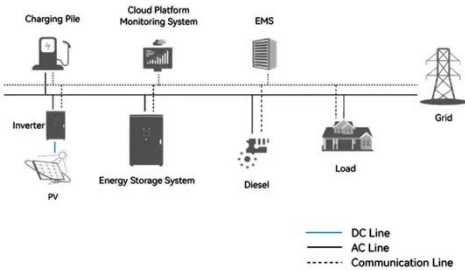 Charging Pile
Cloud Platform
Monitoring System
EMS
Grid
Inverter
PV
Energy Storage System
Diesel
Load
DC Line
AC Line
Communication Line